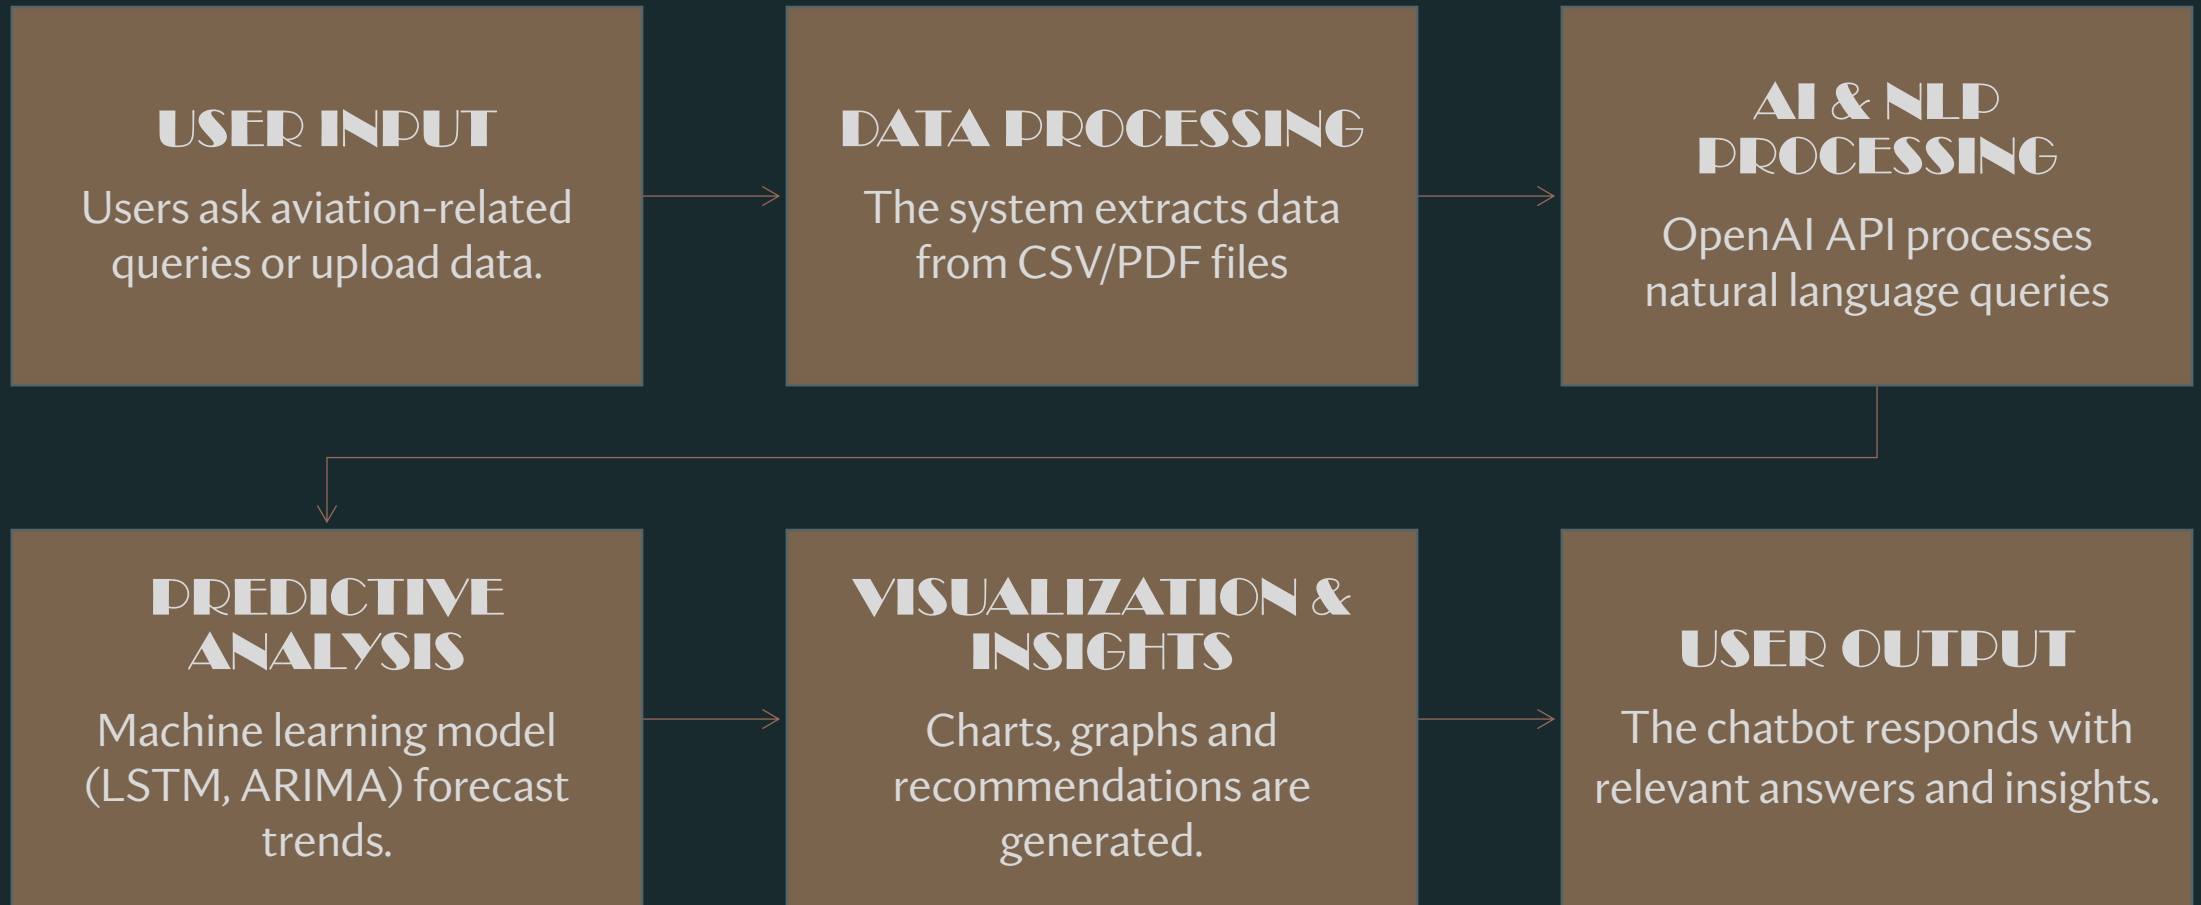 USER INPUT
Users ask aviation-related
queries or upload data.
DATA PROCESSING
The system extracts data
from CSV/PDF files
AI & NLP
PROCESSING
OpenAI API processes
natural language queries
PREDICTIVE
ANALYSIS
Machine learning model
(LSTM, ARIMA) forecast
trends.
VISUALIZATION &
INSIGHTS
Charts, graphs and
recommendations are
generated.
USER OUTPUT
The chatbot responds with
relevant answers and insights.